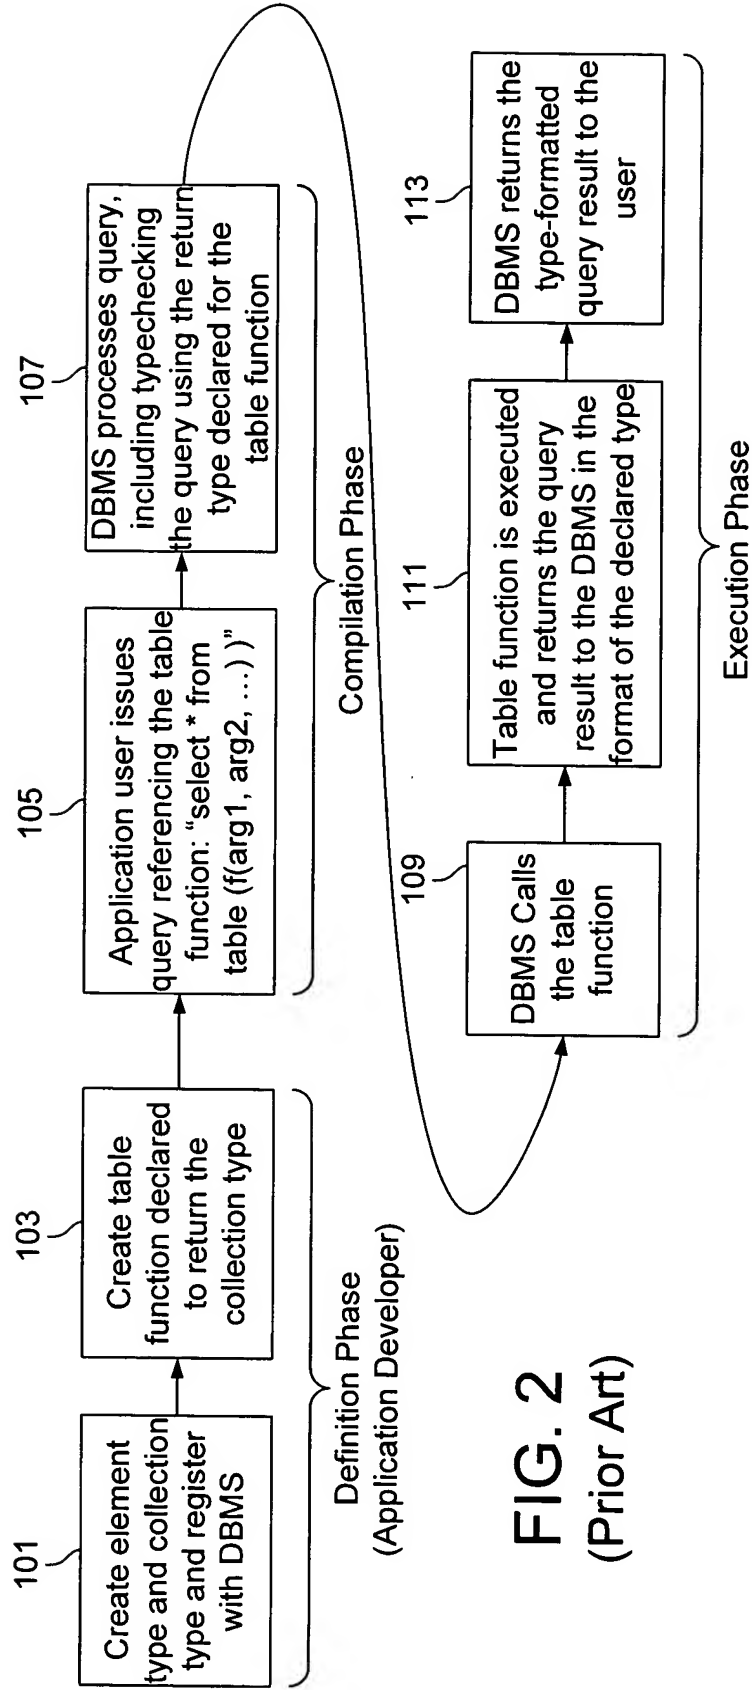 101
Create element
type and collection
type and register
with DBMS
103
Create table
function declared
to return the
collection type
Definition Phase
(Application Developer)
105
Application user issues
query referencing the table
function: “select * from
table (f(arg1, arg2, ...) )”
107
DBMS processes query,
including typechecking
the query using the return
type declared for the
table function
Compilation Phase
109
DBMS Calls
the table
function
111
Table function is executed
and returns the query
result to the DBMS in the
format of the declared type
113
DBMS returns the
type-formatted
query result to the
user
Execution Phase
FIG. 2
(Prior Art)